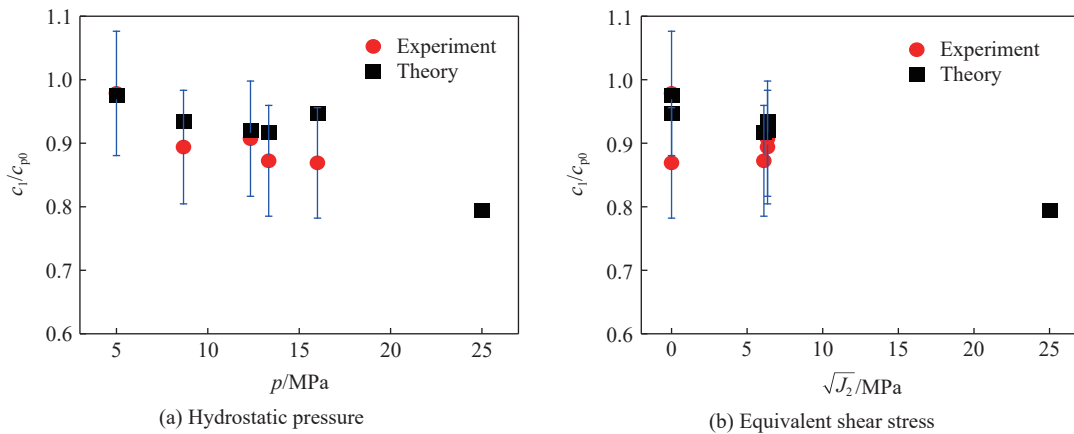 1.1
1.0
0.9
0.8
0.7
0.6
c₁/cₚ₀
Experiment
Theory
5
10
15
20
25
p/MPa
(a) Hydrostatic pressure
1.1
1.0
0.9
0.8
0.7
0.6
c₁/cₚ₀
Experiment
Theory
0
5
10
15
20
25
√J₂/MPa
(b) Equivalent shear stress